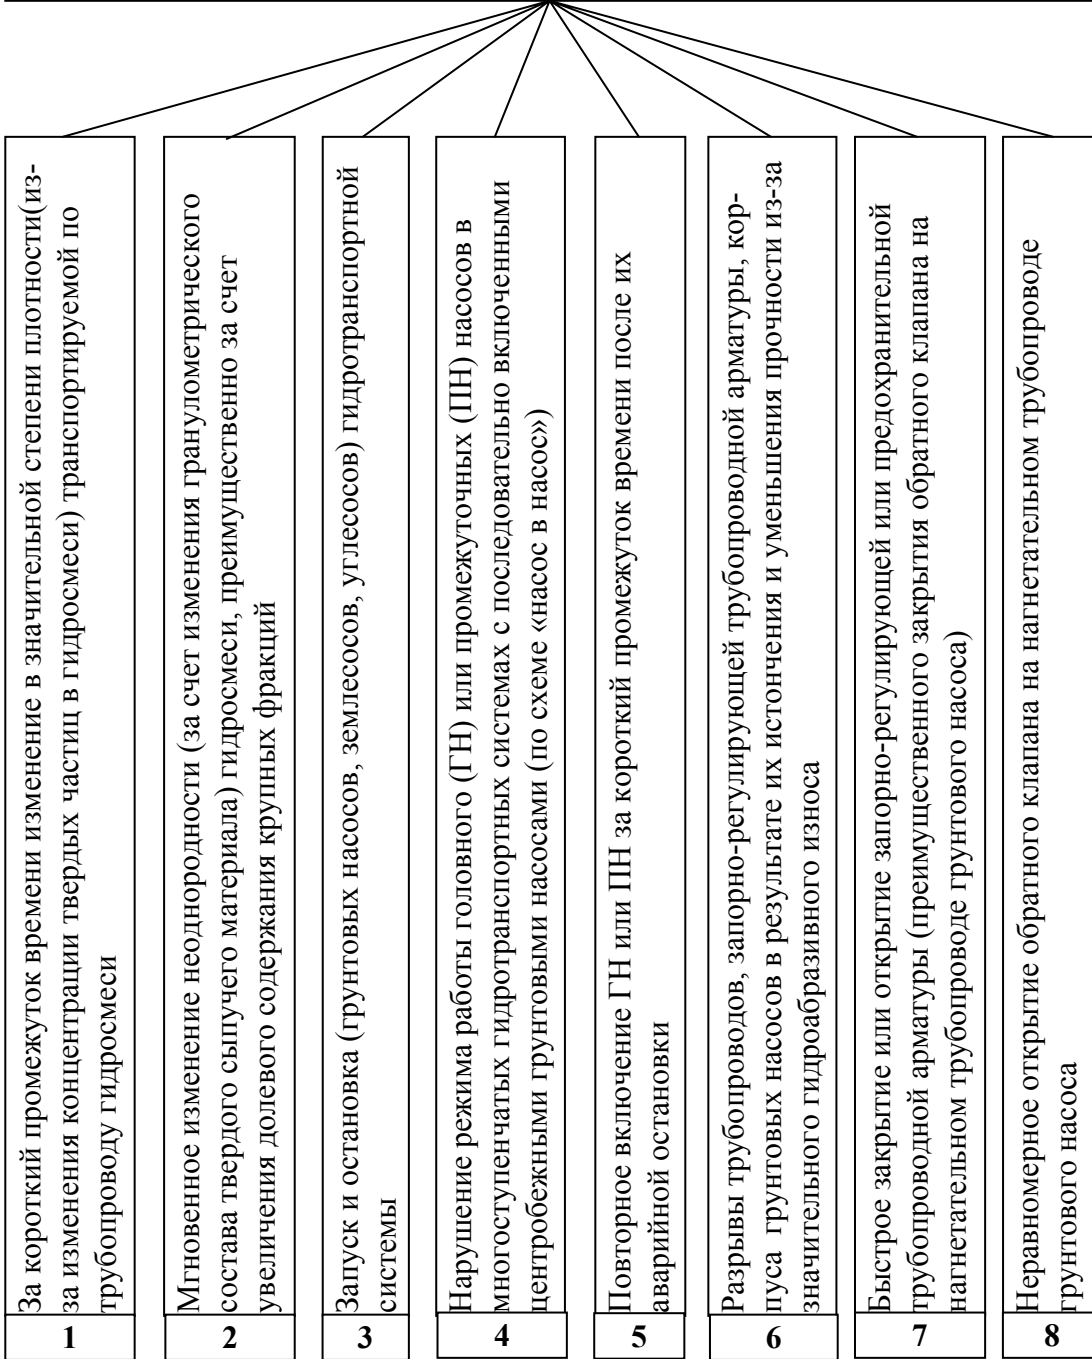 За короткий промежуток времени изменение в значительной степени плотности(из-
за изменения концентрации твердых частиц в гидросмеси) транспортируемой по
трубопроводу гидросмеси
1
Мгновенное изменение неоднородности (за счет изменения гранулометрического
состава твердого сыпучего материала) гидросмеси, преимущественно за счет
увеличения долевого содержания крупных фракций
2
Запуск и остановка (грунтовых насосов, землесосов, углесосов) гидротранспортной
системы
3
Нарушение режима работы головного (ГН) или промежуточных (ПН) насосов в
многоступенчатых гидротранспортных системах с последовательно включенными
центробежными грунтовыми насосами (по схеме «насос в насос»)
4
Повторное включение ГН или ПН за короткий промежуток времени после их
аварийной остановки
5
Разрывы трубопроводов, запорно-регулирующей трубопроводной арматуры, кор-
пуса грунтовых насосов в результате их истончения и уменьшения прочности из-за
значительного гидроабразивного износа
6
Быстрое закрытие или открытие запорно-регулирующей или предохранительной
трубопроводной арматуры (преимущественного закрытия обратного клапана на
нагнетательном трубопроводе грунтового насоса)
7
Неравномерное открытие обратного клапана на нагнетательном трубопроводе
грунтового насоса
8